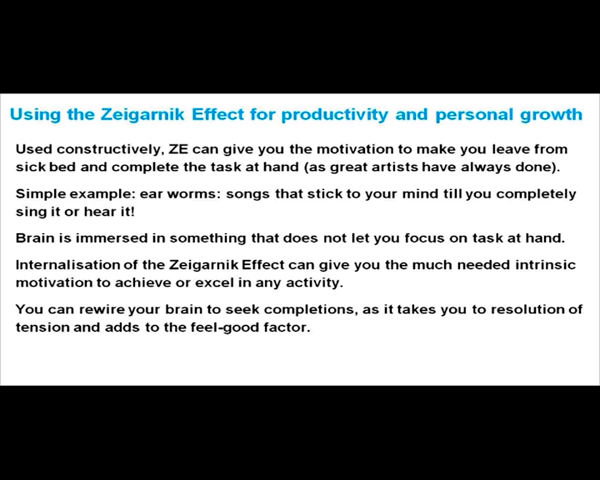 Using the Zeigarnik Effect for productivity and personal growth
Used constructively, ZE can give you the motivation to make you leave from
sick bed and complete the task at hand (as great artists have always done).
Simple example: ear worms: songs that stick to your mind till you completely
sing it or hear it!
Brain is immersed in something that does not let you focus on task at hand.
Internalisation of the Zeigarnik Effect can give you the much needed intrinsic
motivation to achieve or excel in any activity.
You can rewire your brain to seek completions, as it takes you to resolution of
tension and adds to the feel-good factor.